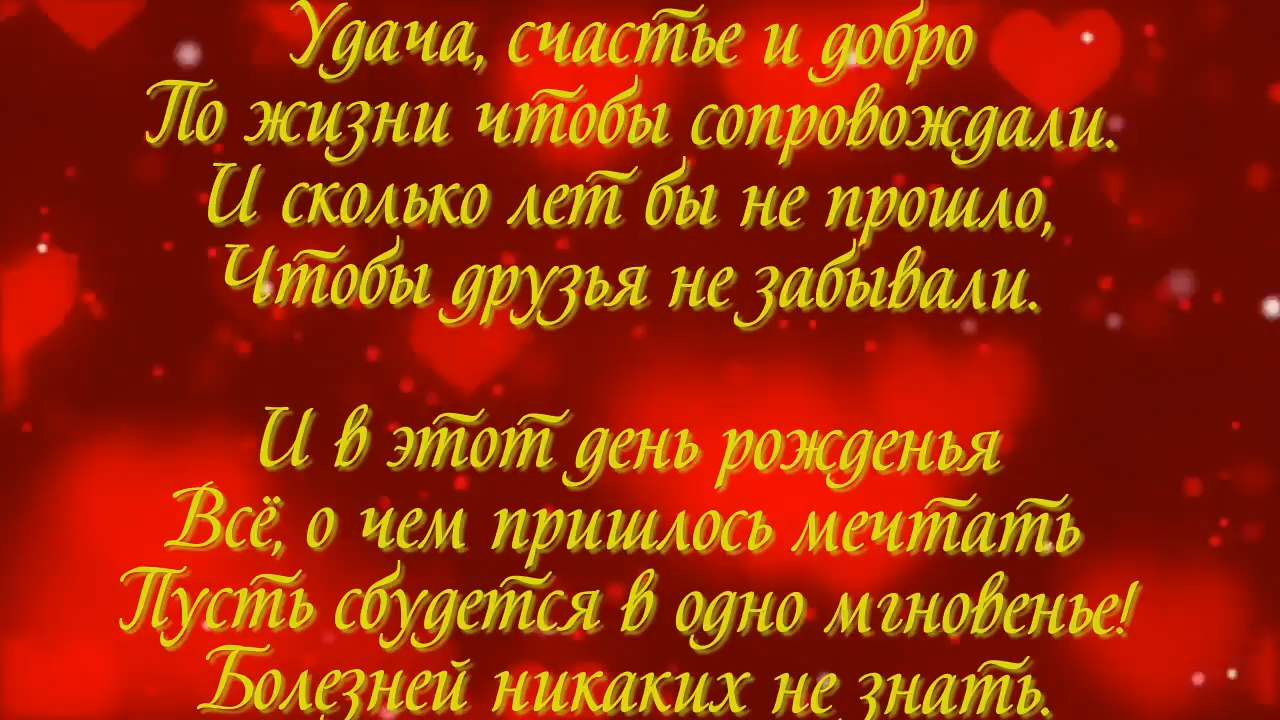 Удача, счастье и добро
По жизни чтобы сопровождали.
И сколько лет бы не прошло,
Чтобы друзья не забывали.
И в этот день рожденья
Всё, о чем пришлось мечтать
Пусть сбудется в одно мгновенье!
Болезней никаких не знать.